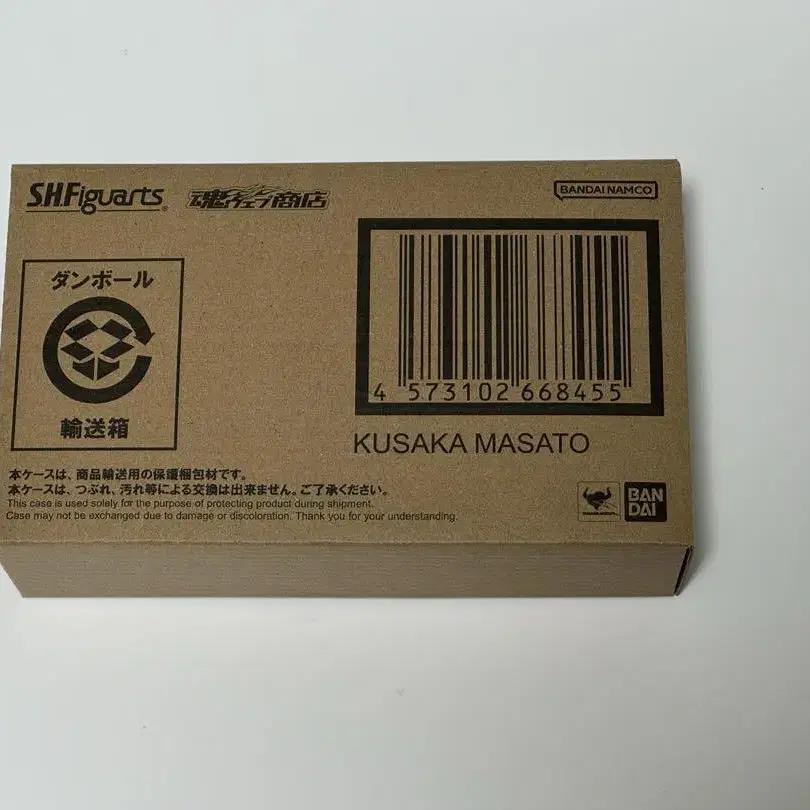 S.H.Figuarts®
魂ウェブ商店
BANDAI NAMCO
ダンボール
輸送箱
4 573102 668455
KUSAKA MASATO
本ケースは、商品輸送用の保護梱包材です。
本ケースは、つぶれ、汚れ等による交換は出来ません。ご了承ください。
This case is used solely for the purpose of protecting product during shipment.
Case may not be exchanged due to damage or discoloration. Thank you for your understanding.
BAN
DAI